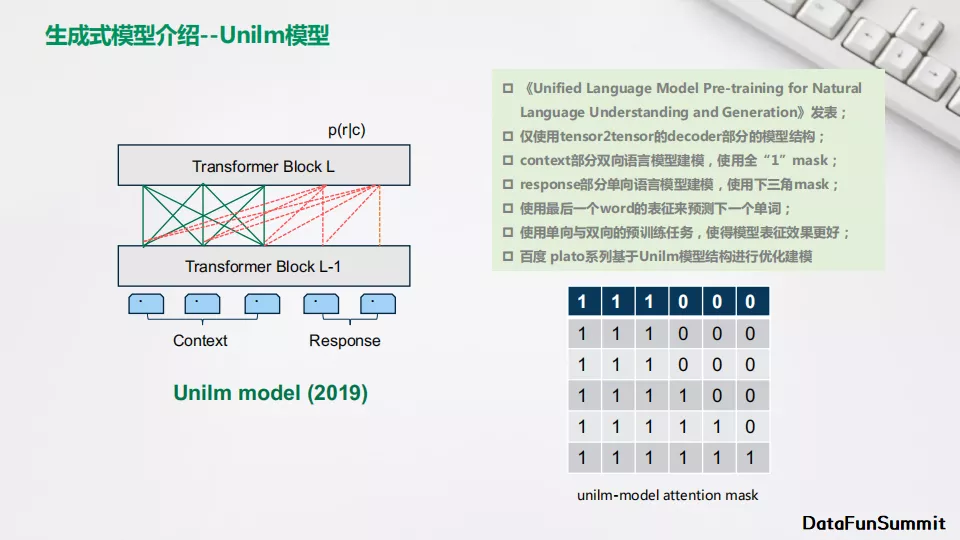 生成式模型介绍--Unilm模型
p(r|c)
Transformer Block L
Transformer Block L-1
Context
Response
Unilm model (2019)
《Unified Language Model Pre-training for Natural
Language Understanding and Generation》发表；
仅使用tensor2tensor的decoder部分的模型结构；
context部分双向语言模型建模，使用全“1”mask；
response部分单向语言模型建模，使用下三角mask；
使用最后一个word的表征来预测下一个单词；
使用单向与双向的预训练任务，使得模型表征效果更好；
百度 plato系列基于Unilm模型结构进行优化建模
1 1 1 0 0 0
1 1 1 0 0 0
1 1 1 0 0 0
1 1 1 1 0 0
1 1 1 1 1 0
1 1 1 1 1 1
unilm-model attention mask
DataFunSummit